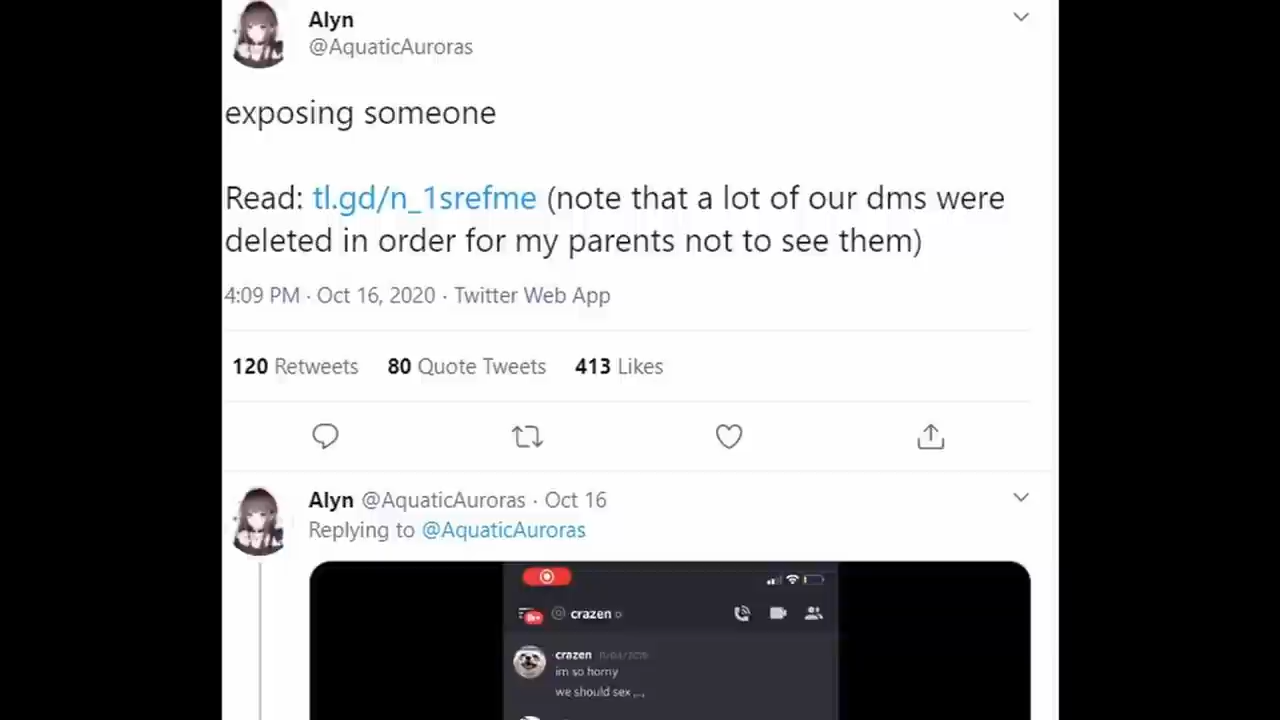 Alyn
@AquaticAuroras
exposing someone
Read: tl.gd/n_1srefme (note that a lot of our dms were
deleted in order for my parents not to see them)
4:09 PM · Oct 16, 2020 · Twitter Web App
120 Retweets 80 Quote Tweets 413 Likes
Alyn @AquaticAuroras · Oct 16
Replying to @AquaticAuroras
@ crazen
crazen
im so horny
we should sex ,,,